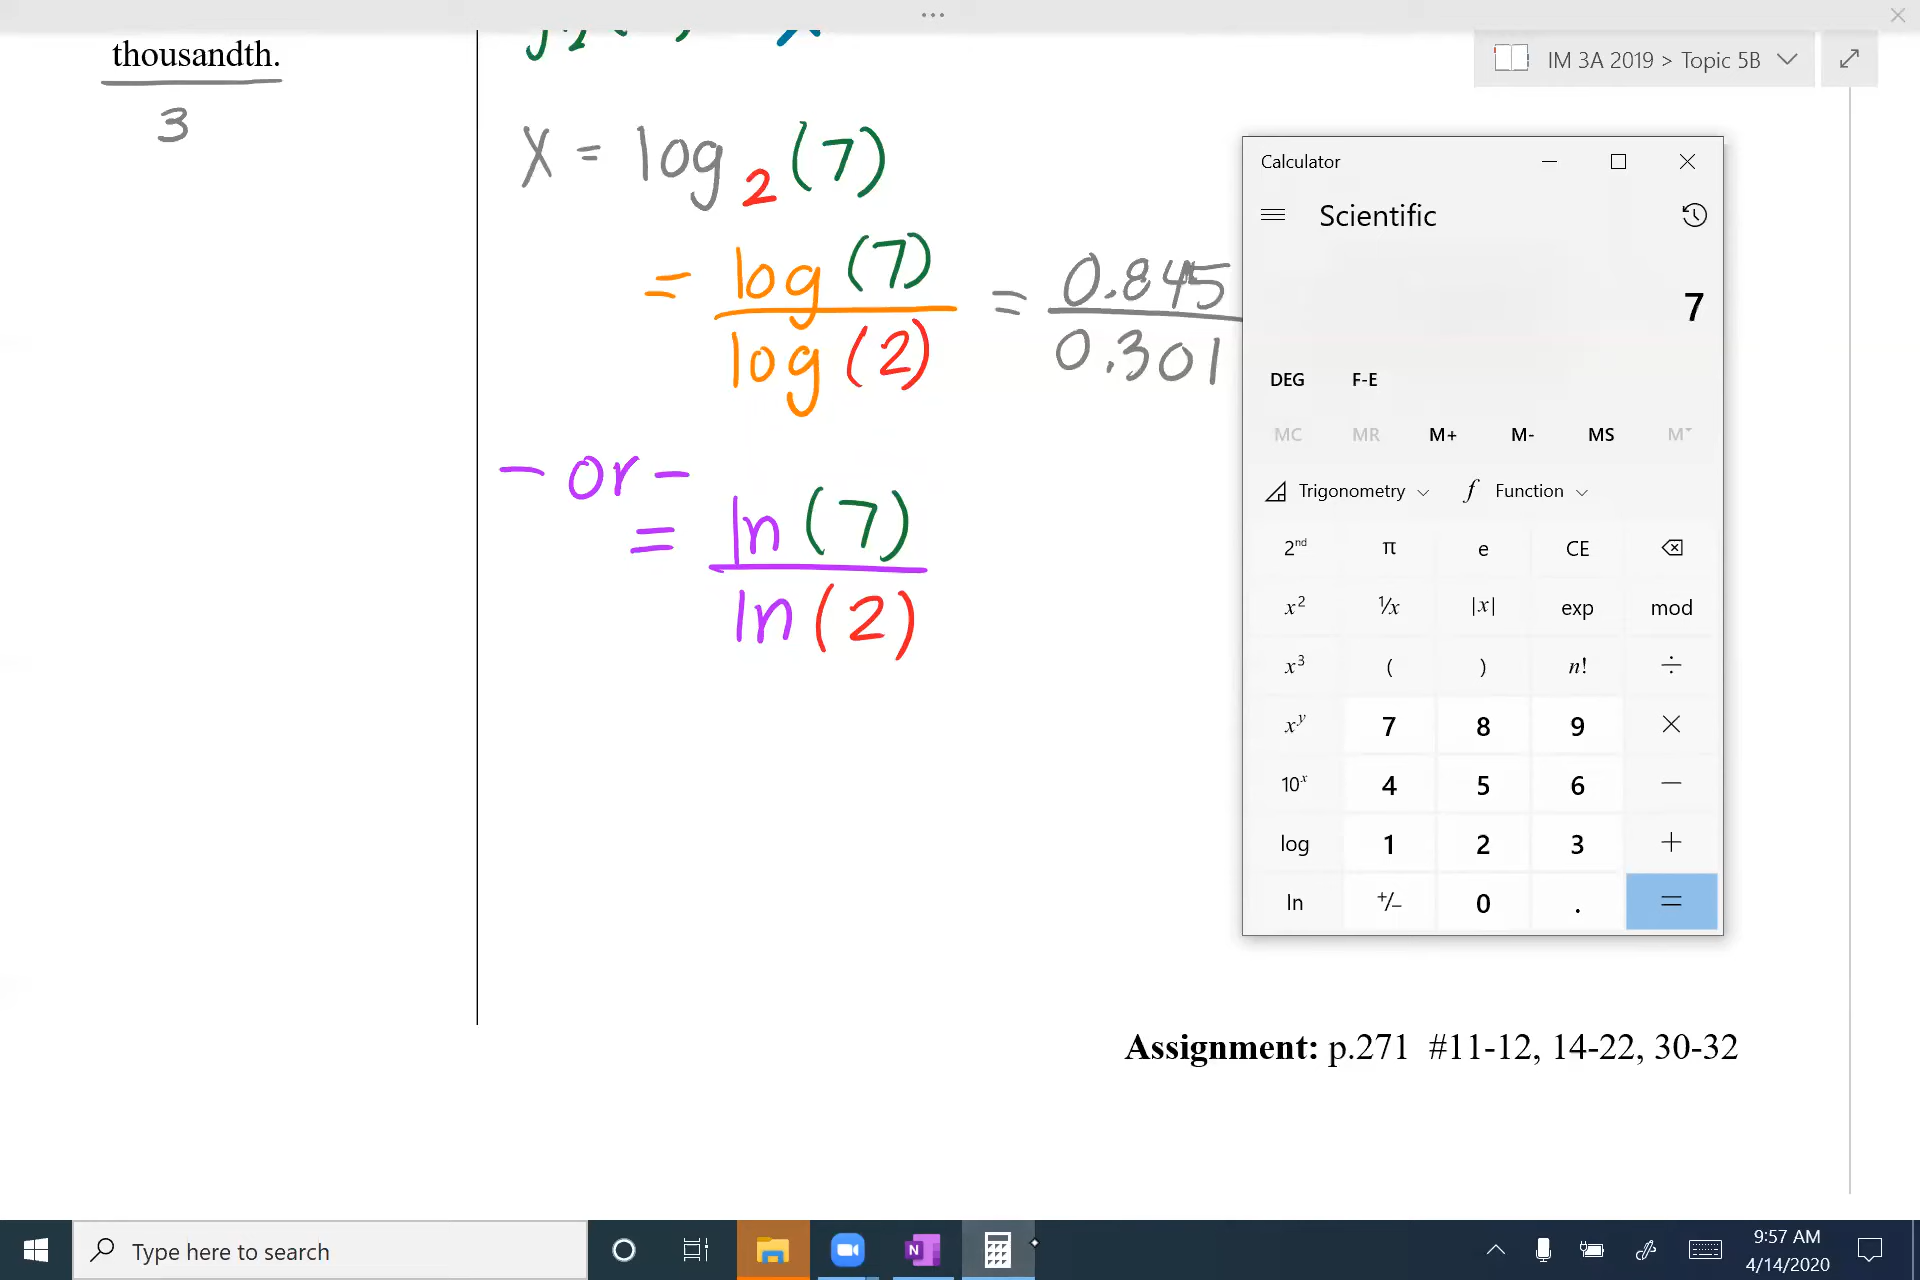 thousandth.
3
IM 3A 2019 > Topic 5B
X = log 2 (7)
= log (7) / log (2) = 0.845 / 0.301
- or -
= ln (7) / ln (2)
Calculator
Scientific
7
DEG F-E
MC MR M+ M- MS M˅
Trigonometry f Function
2nd π e CE
x² ¹/x |x| exp mod
x³ ( ) n! ÷
xʸ 7 8 9 ×
10ˣ 4 5 6 −
log 1 2 3 +
ln +/− 0 . =
Assignment: p.271 #11-12, 14-22, 30-32
Type here to search
N
9:57 AM
4/14/2020